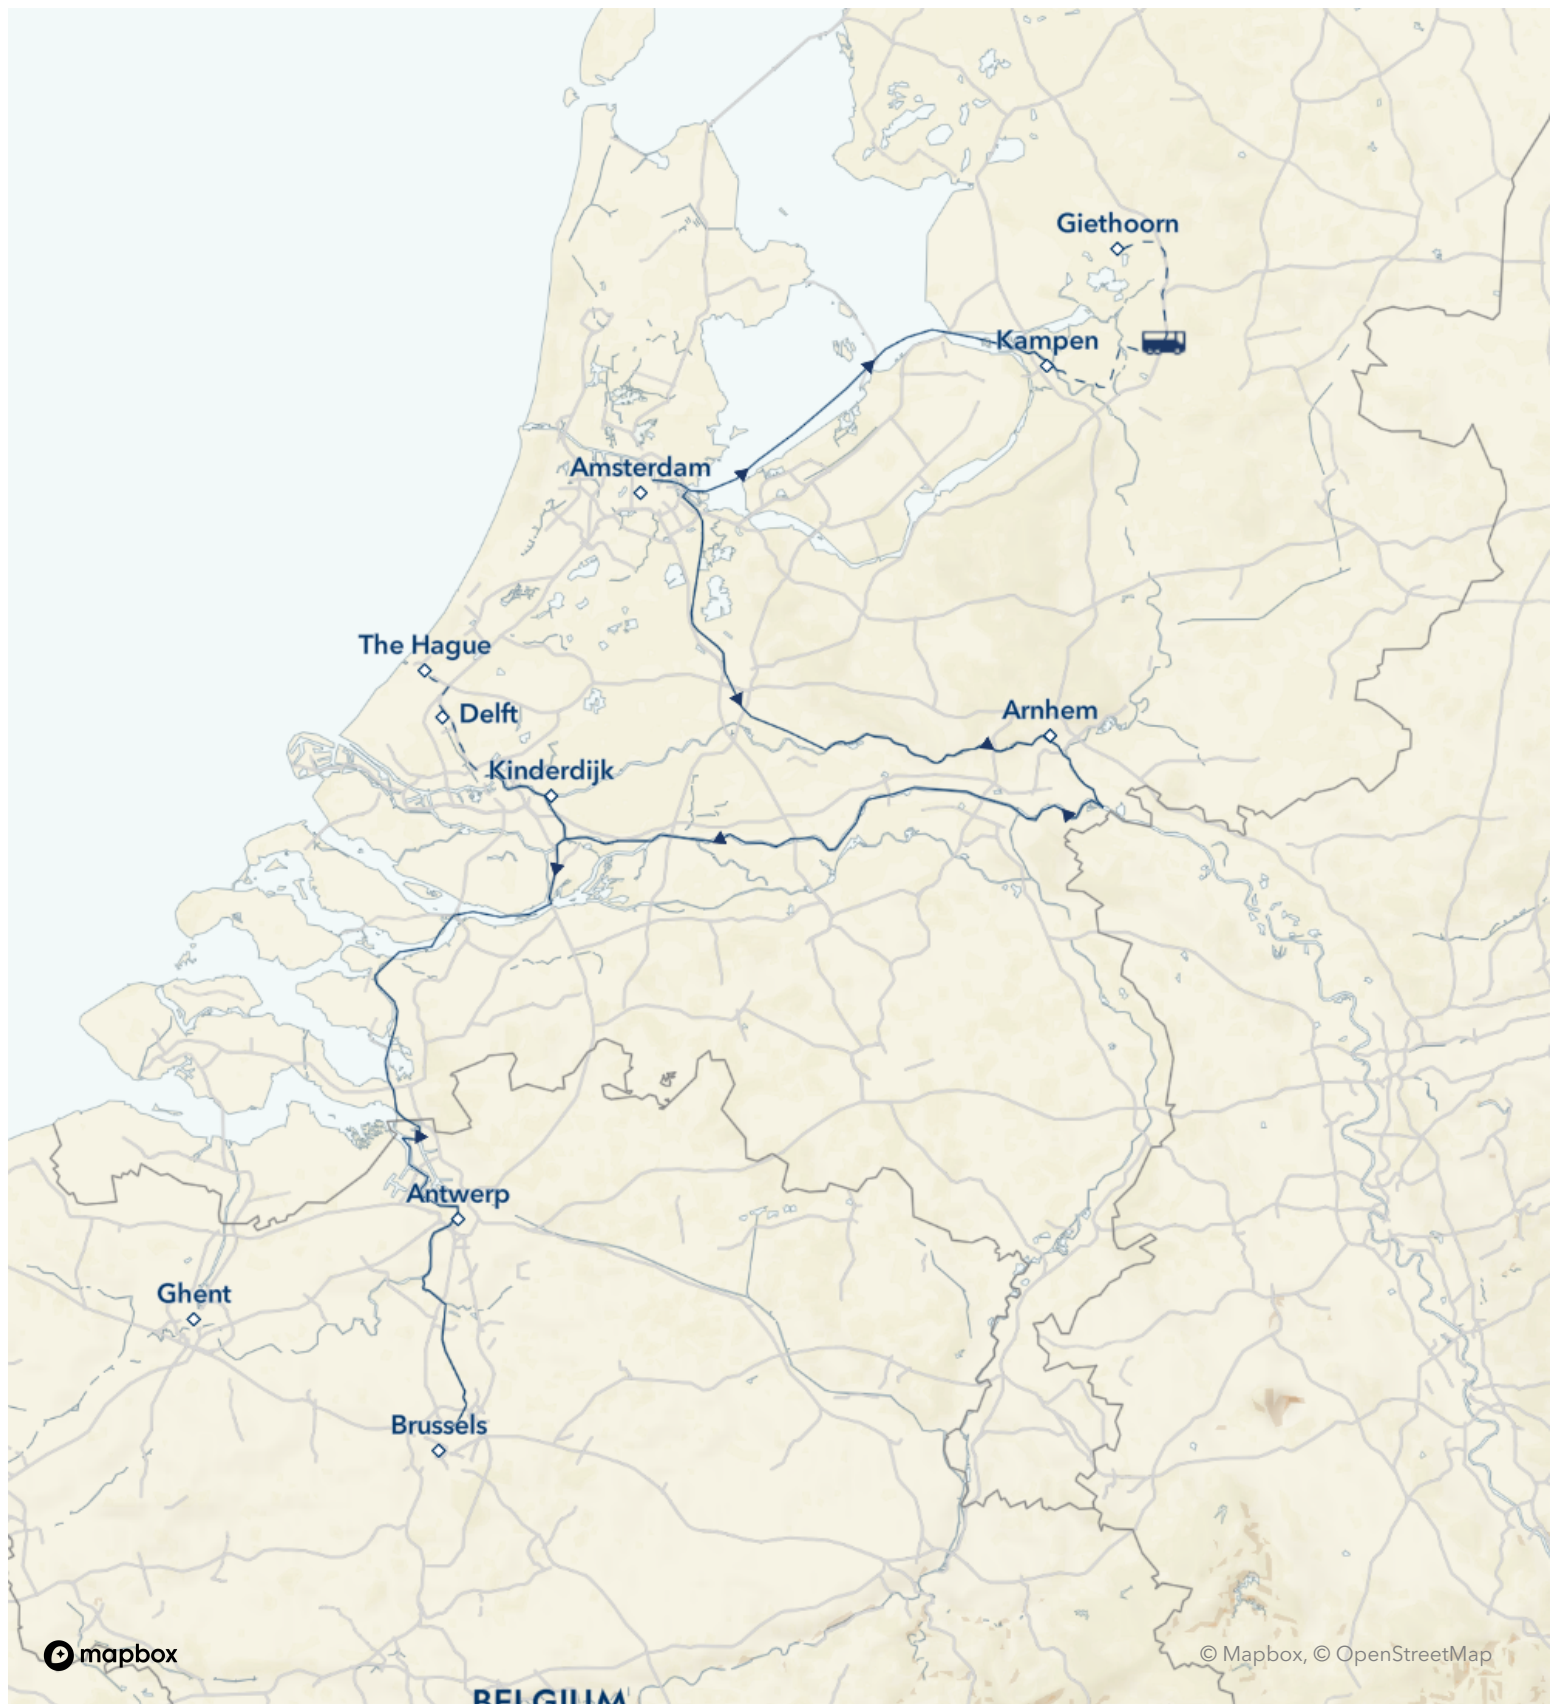 Giethoorn
Kampen
Amsterdam
The Hague
Delft
Arnhem
Kinderdijk
Antwerp
Ghent
Brussels
mapbox
© Mapbox, © OpenStreetMap
BELGIUM